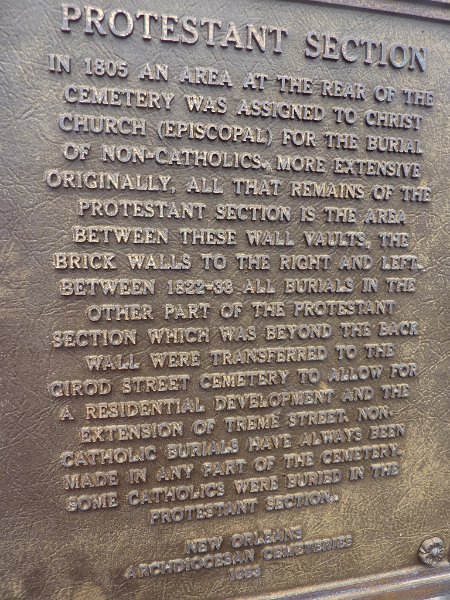 PROTESTANT SECTION
IN 1805 AN AREA AT THE REAR OF THE
CEMETERY WAS ASSIGNED TO CHRIST
CHURCH (EPISCOPAL) FOR THE BURIAL
OF NON-CATHOLICS. MORE EXTENSIVE
ORIGINALLY, ALL THAT REMAINS OF THE
PROTESTANT SECTION IS THE AREA
BETWEEN THESE WALL VAULTS, THE
BRICK WALLS TO THE RIGHT AND LEFT.
BETWEEN 1822-38 ALL BURIALS IN THE
OTHER PART OF THE PROTESTANT
SECTION WHICH WAS BEYOND THE BACK
WALL WERE TRANSFERRED TO THE
GIROD STREET CEMETERY TO ALLOW FOR
A RESIDENTIAL DEVELOPMENT AND THE
EXTENSION OF TREME STREET. NON-
CATHOLIC BURIALS HAVE ALWAYS BEEN
MADE IN ANY PART OF THE CEMETERY.
SOME CATHOLICS WERE BURIED IN THE
PROTESTANT SECTION.
NEW ORLEANS
ARCHDIOCESAN CEMETERIES